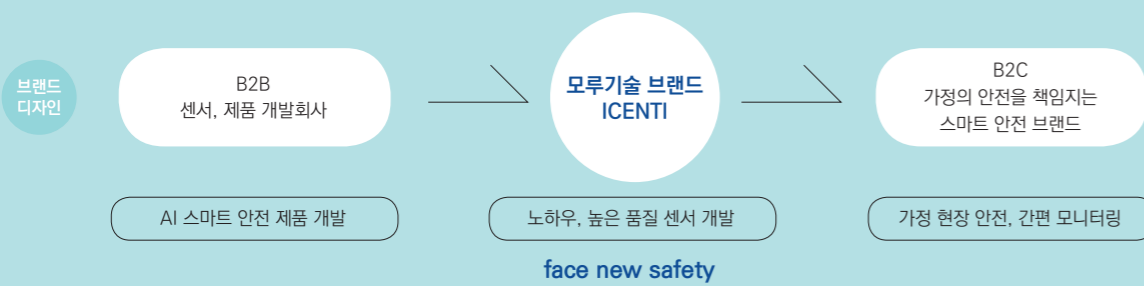 브랜드
디자인
B2B
센서, 제품 개발회사
모루기술 브랜드
ICENTI
B2C
가정의 안전을 책임지는
스마트 안전 브랜드
AI 스마트 안전 제품 개발
노하우, 높은 품질 센서 개발
가정 현장 안전, 간편 모니터링
face new safety